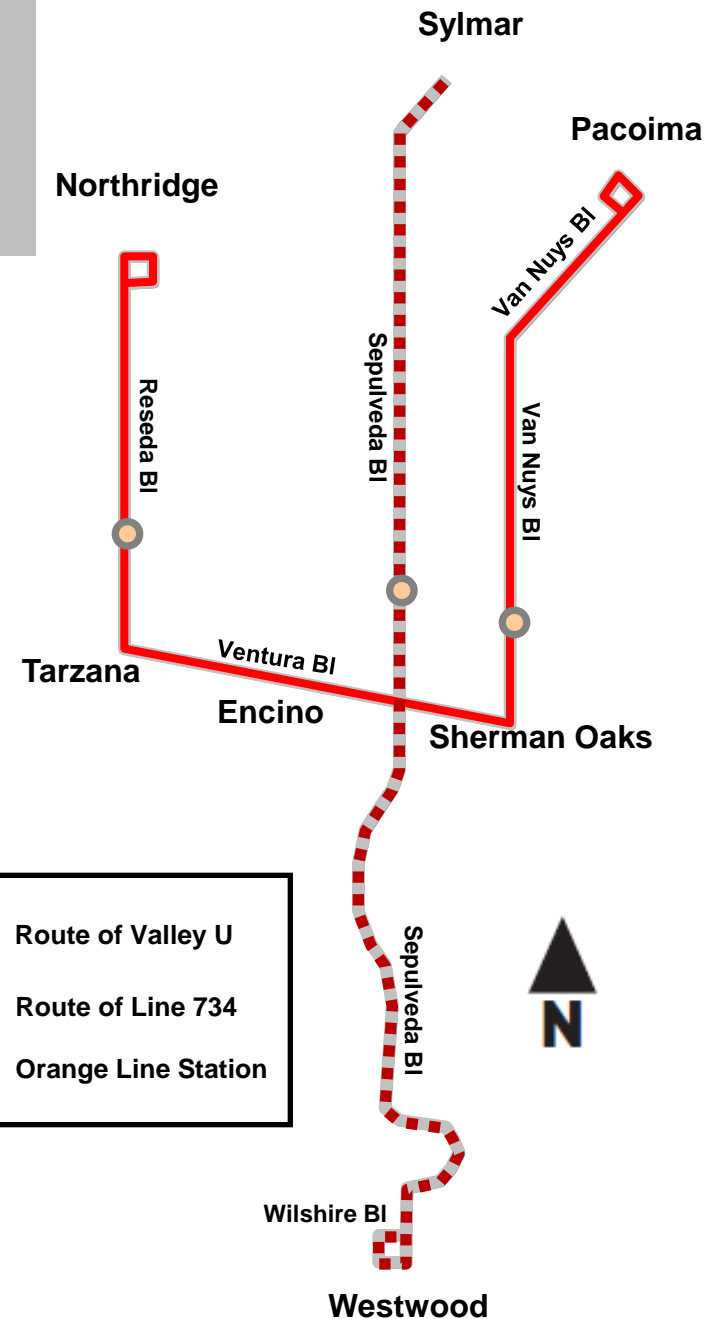 Sylmar
Pacoima
Northridge
Van Nuys Bl
Sepulveda Bl
Reseda Bl
Van Nuys Bl
Ventura Bl
Tarzana
Encino
Sherman Oaks
Route of Valley U
Route of Line 734
Orange Line Station
Sepulveda Bl
N
Wilshire Bl
Westwood